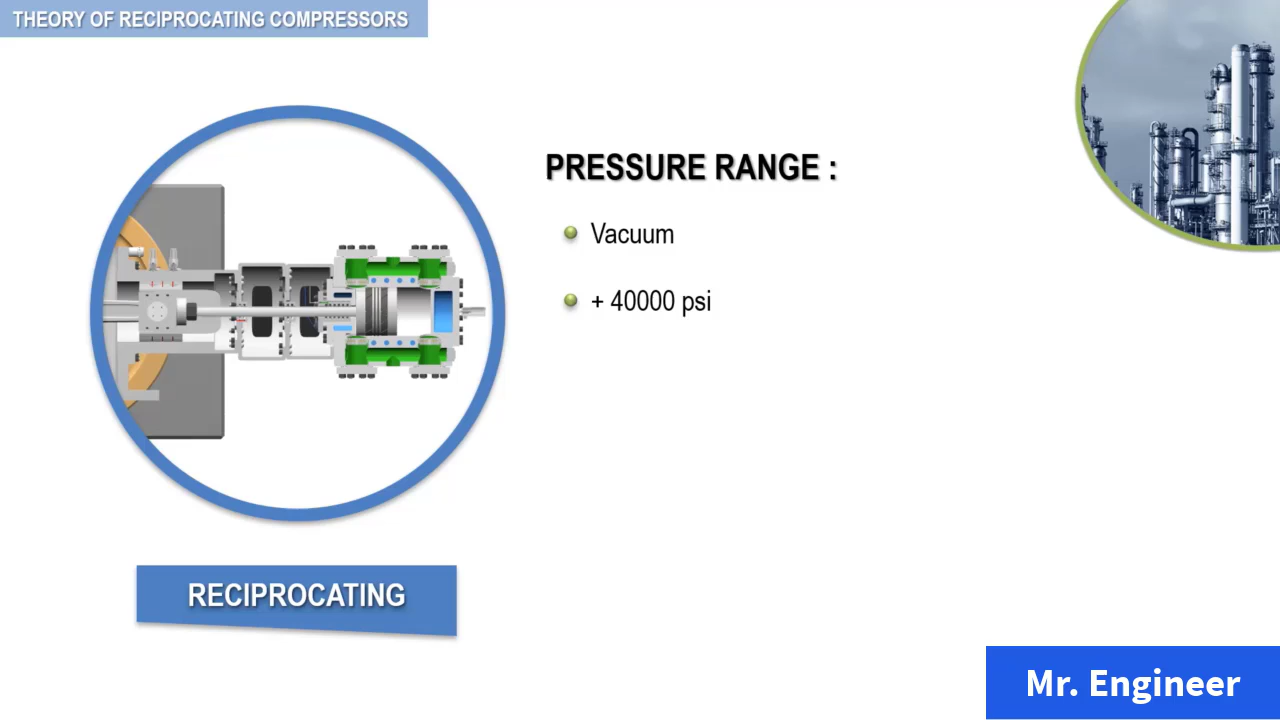 THEORY OF RECIPROCATING COMPRESSORS
PRESSURE RANGE :
Vacuum
+ 40000 psi
RECIPROCATING
Mr. Engineer